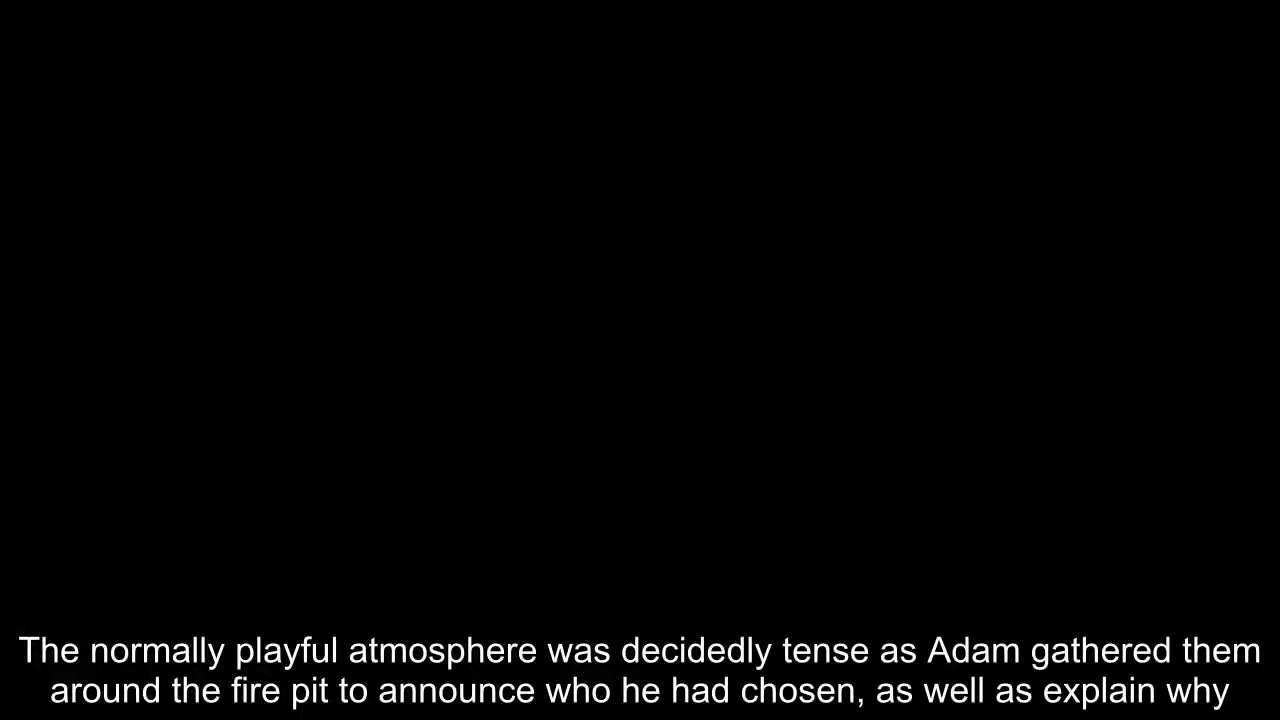 The normally playful atmosphere was decidedly tense as Adam gathered them
around the fire pit to announce who he had chosen, as well as explain why